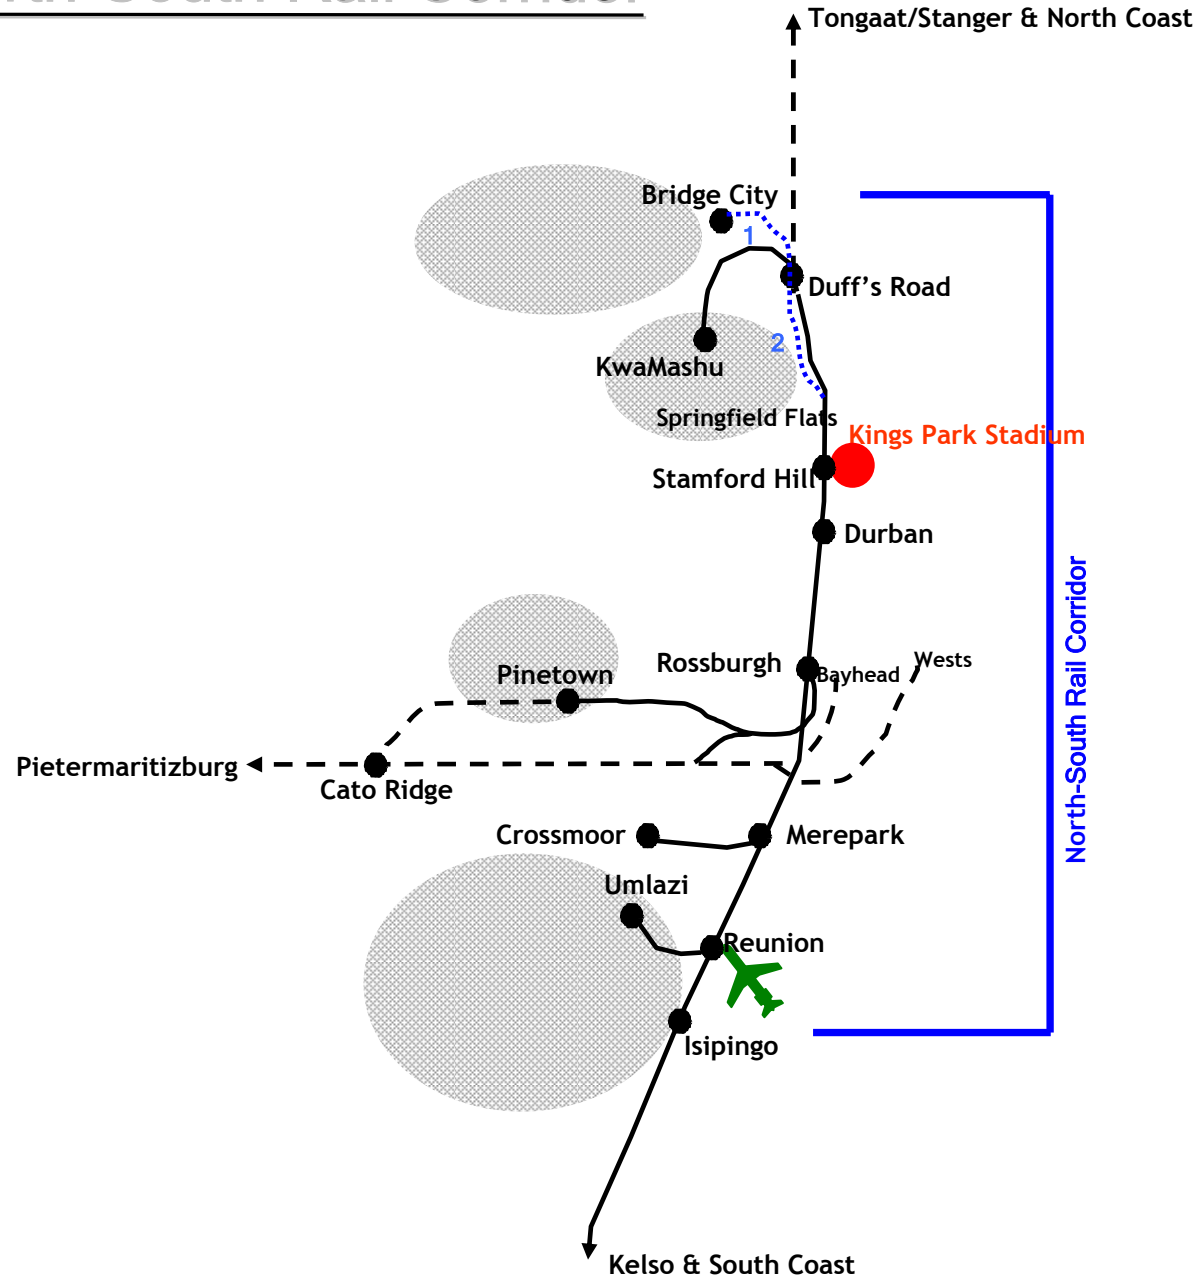 Tongaat/Stanger & North Coast
Bridge City
1
Duff’s Road
2
KwaMashu
Springfield Flats
Kings Park Stadium
Stamford Hill
Durban
North-South Rail Corridor
Rossburgh
Bayhead
Wests
Pinetown
Pietermaritizburg
Cato Ridge
Crossmoor
Merepark
Umlazi
Reunion
Isipingo
Kelso & South Coast